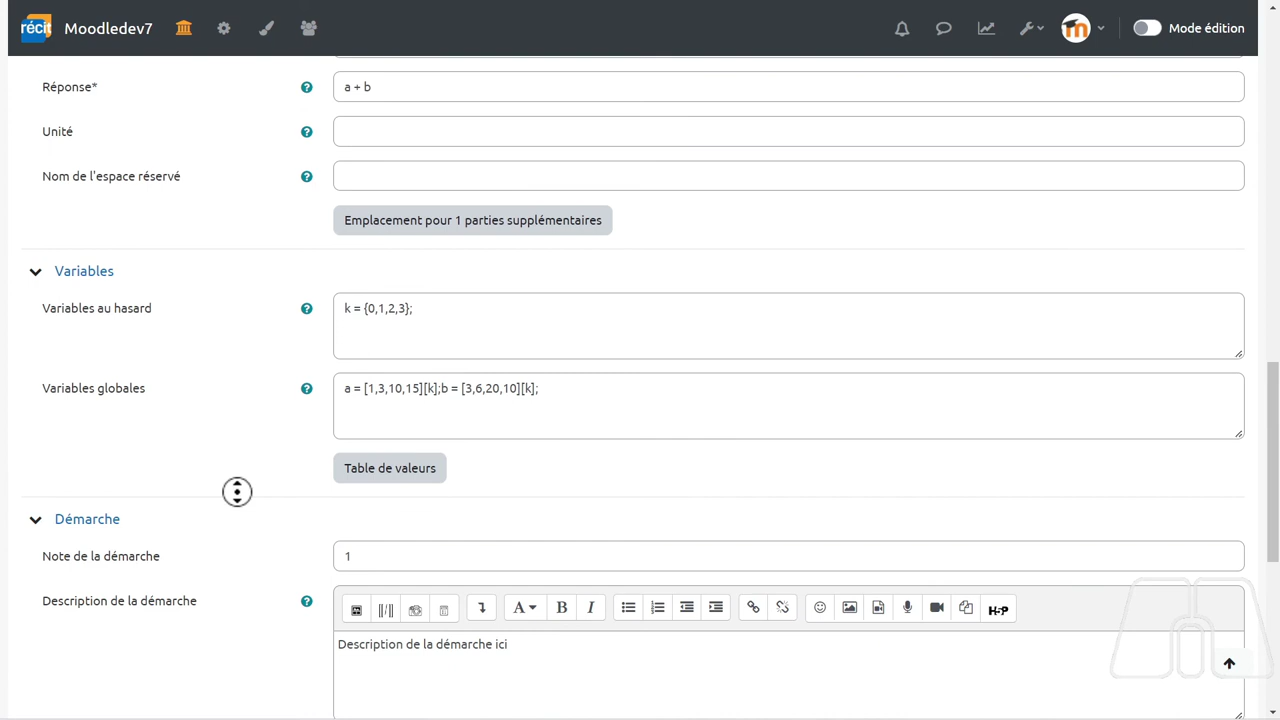 récit Moodledev7 Mode édition
Réponse* a + b
Unité
Nom de l'espace réservé
Emplacement pour 1 parties supplémentaires
Variables
Variables au hasard k = {0,1,2,3};
Variables globales a = [1,3,10,15][k];b = [3,6,20,10][k];
Table de valeurs
Démarche
Note de la démarche 1
Description de la démarche A B I H-P
Description de la démarche ici